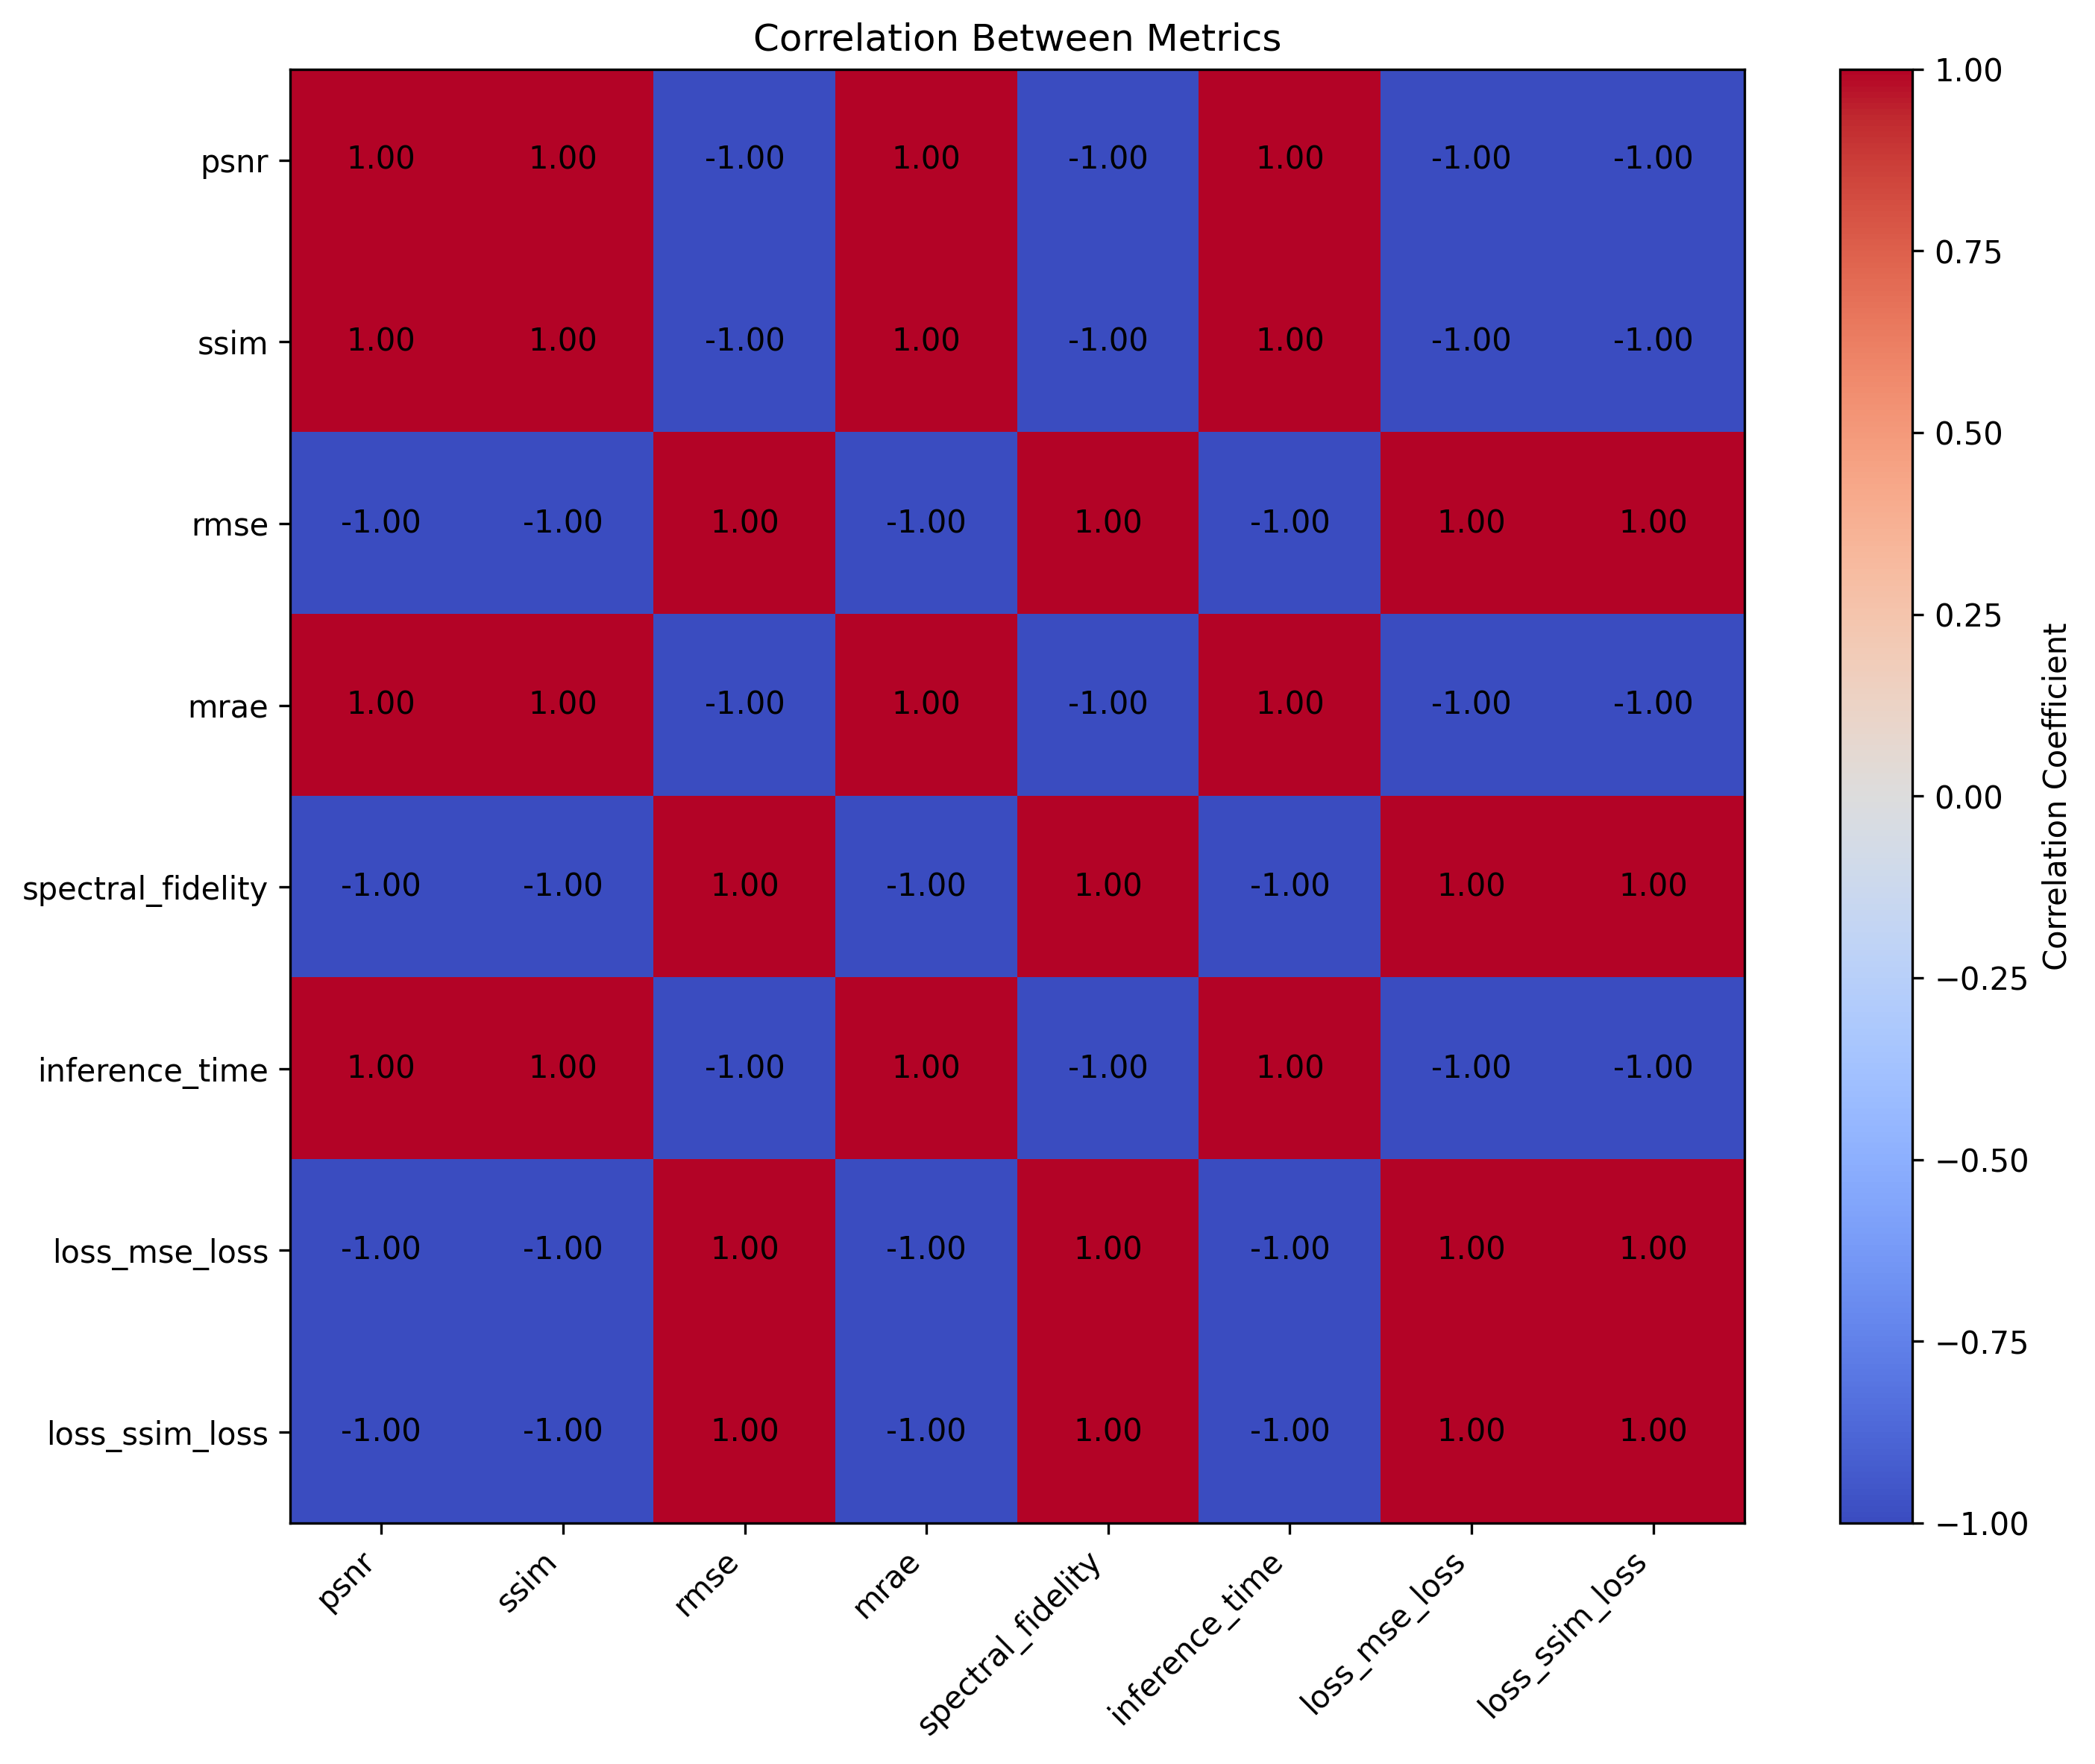 Correlation Between Metrics
psnr 1.00 1.00 -1.00 1.00 -1.00 1.00 -1.00 -1.00
ssim 1.00 1.00 -1.00 1.00 -1.00 1.00 -1.00 -1.00
rmse -1.00 -1.00 1.00 -1.00 1.00 -1.00 1.00 1.00
mrae 1.00 1.00 -1.00 1.00 -1.00 1.00 -1.00 -1.00
spectral_fidelity -1.00 -1.00 1.00 -1.00 1.00 -1.00 1.00 1.00
inference_time 1.00 1.00 -1.00 1.00 -1.00 1.00 -1.00 -1.00
loss_mse_loss -1.00 -1.00 1.00 -1.00 1.00 -1.00 1.00 1.00
loss_ssim_loss -1.00 -1.00 1.00 -1.00 1.00 -1.00 1.00 1.00
psnr ssim rmse mrae spectral_fidelity inference_time loss_mse_loss loss_ssim_loss
1.00
0.75
0.50
0.25
0.00
−0.25
−0.50
−0.75
−1.00
Correlation Coefficient